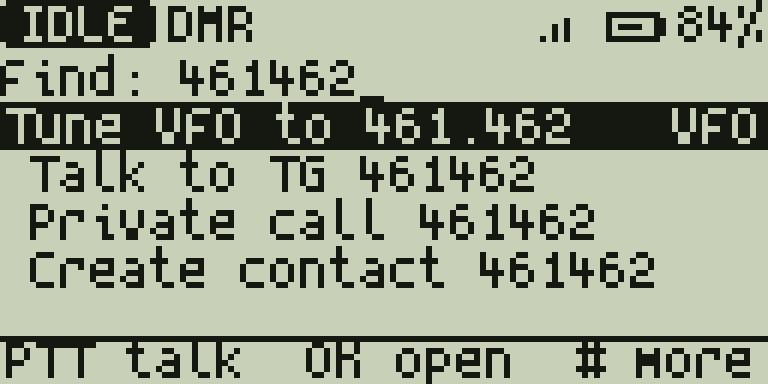 IDLE DMR 84%
Find: 461462_
Tune VFO to 461.462 VFO
Talk to TG 461462
Private call 461462
Create contact 461462
PTT talk OK open # More